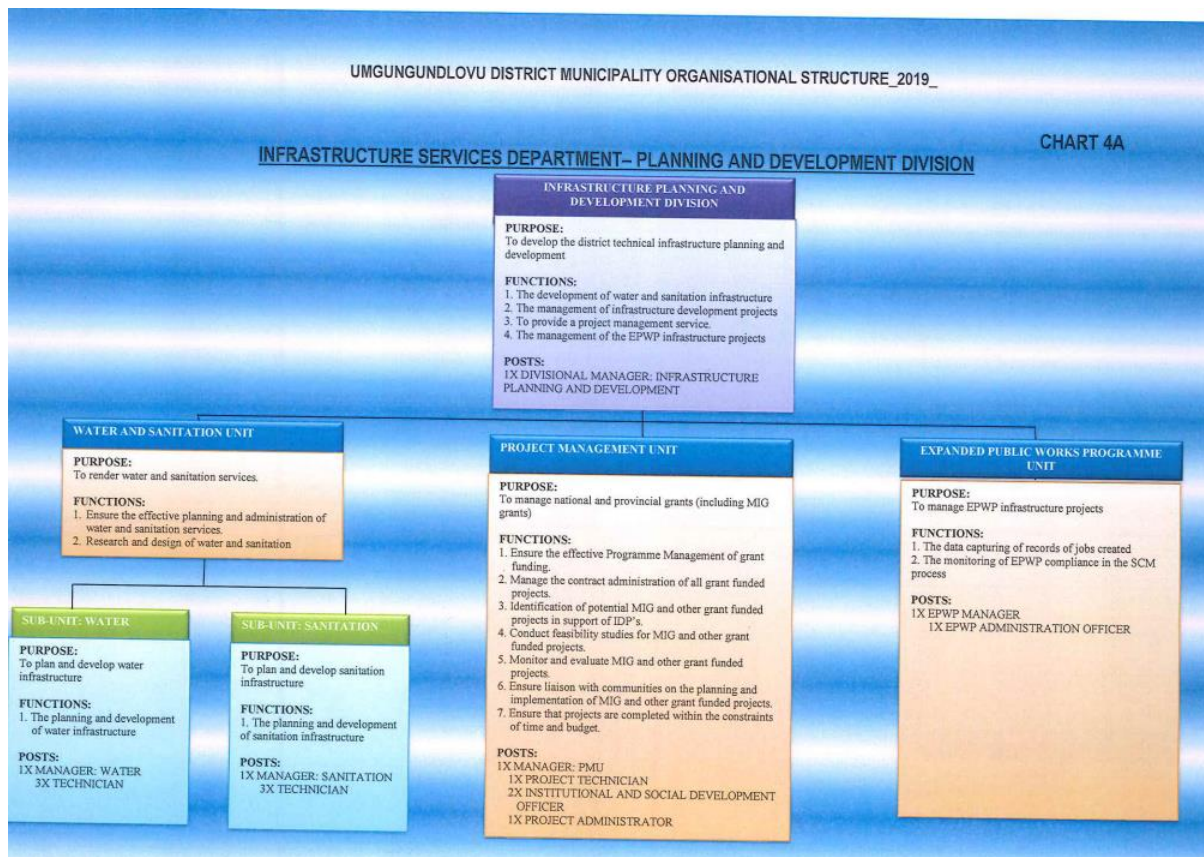 UMGUNGUNDLOVU DISTRICT MUNICIPALITY ORGANISATIONAL STRUCTURE_2019_
CHART 4A
INFRASTRUCTURE SERVICES DEPARTMENT– PLANNING AND DEVELOPMENT DIVISION
INFRASTRUCTURE PLANNING AND
DEVELOPMENT DIVISION
PURPOSE:
To develop the district technical infrastructure planning and
development
FUNCTIONS:
1. The development of water and sanitation infrastructure
2. The management of infrastructure development projects
3. To provide a project management service.
4. The management of the EPWP infrastructure projects
POSTS:
1X DIVISIONAL MANAGER: INFRASTRUCTURE
PLANNING AND DEVELOPMENT
WATER AND SANITATION UNIT
PURPOSE:
To render water and sanitation services.
FUNCTIONS:
1. Ensure the effective planning and administration of
water and sanitation services.
2. Research and design of water and sanitation
SUB-UNIT: WATER
PURPOSE:
To plan and develop water
infrastructure
FUNCTIONS:
1. The planning and development
of water infrastructure
POSTS:
1X MANAGER: WATER
3X TECHNICIAN
SUB-UNIT: SANITATION
PURPOSE:
To plan and develop sanitation
infrastructure
FUNCTIONS:
1. The planning and development
of sanitation infrastructure
POSTS:
1X MANAGER: SANITATION
3X TECHNICIAN
PROJECT MANAGEMENT UNIT
PURPOSE:
To manage national and provincial grants (including MIG
grants)
FUNCTIONS:
1. Ensure the effective Programme Management of grant
funding.
2. Manage the contract administration of all grant funded
projects.
3. Identification of potential MIG and other grant funded
projects in support of IDP's.
4. Conduct feasibility studies for MIG and other grant
funded projects.
5. Monitor and evaluate MIG and other grant funded
projects.
6. Ensure liaison with communities on the planning and
implementation of MIG and other grant funded projects.
7. Ensure that projects are completed within the constraints
of time and budget.
POSTS:
1X MANAGER: PMU
1X PROJECT TECHNICIAN
2X INSTITUTIONAL AND SOCIAL DEVELOPMENT
OFFICER
1X PROJECT ADMINISTRATOR
EXPANDED PUBLIC WORKS PROGRAMME
UNIT
PURPOSE:
To manage EPWP infrastructure projects
FUNCTIONS:
1. The data capturing of records of jobs created
2. The monitoring of EPWP compliance in the SCM
process
POSTS:
1X EPWP MANAGER
1X EPWP ADMINISTRATION OFFICER